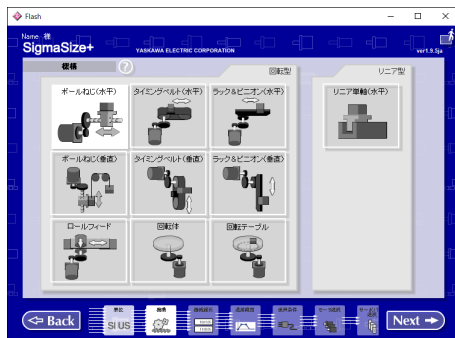 Flash
Name 様
SigmaSize+
YASKAWA ELECTRIC CORPORATION
ver1.9.5ja
機構
?
回転型
リニア型
ボールねじ(水平)
タイミングベルト(水平)
ラック&ピニオン(水平)
リニア単軸(水平)
ボールねじ(垂直)
タイミングベルト(垂直)
ラック&ピニオン(垂直)
ロールフィード
回転体
回転テーブル
Back
単位
SI US
機構
Next